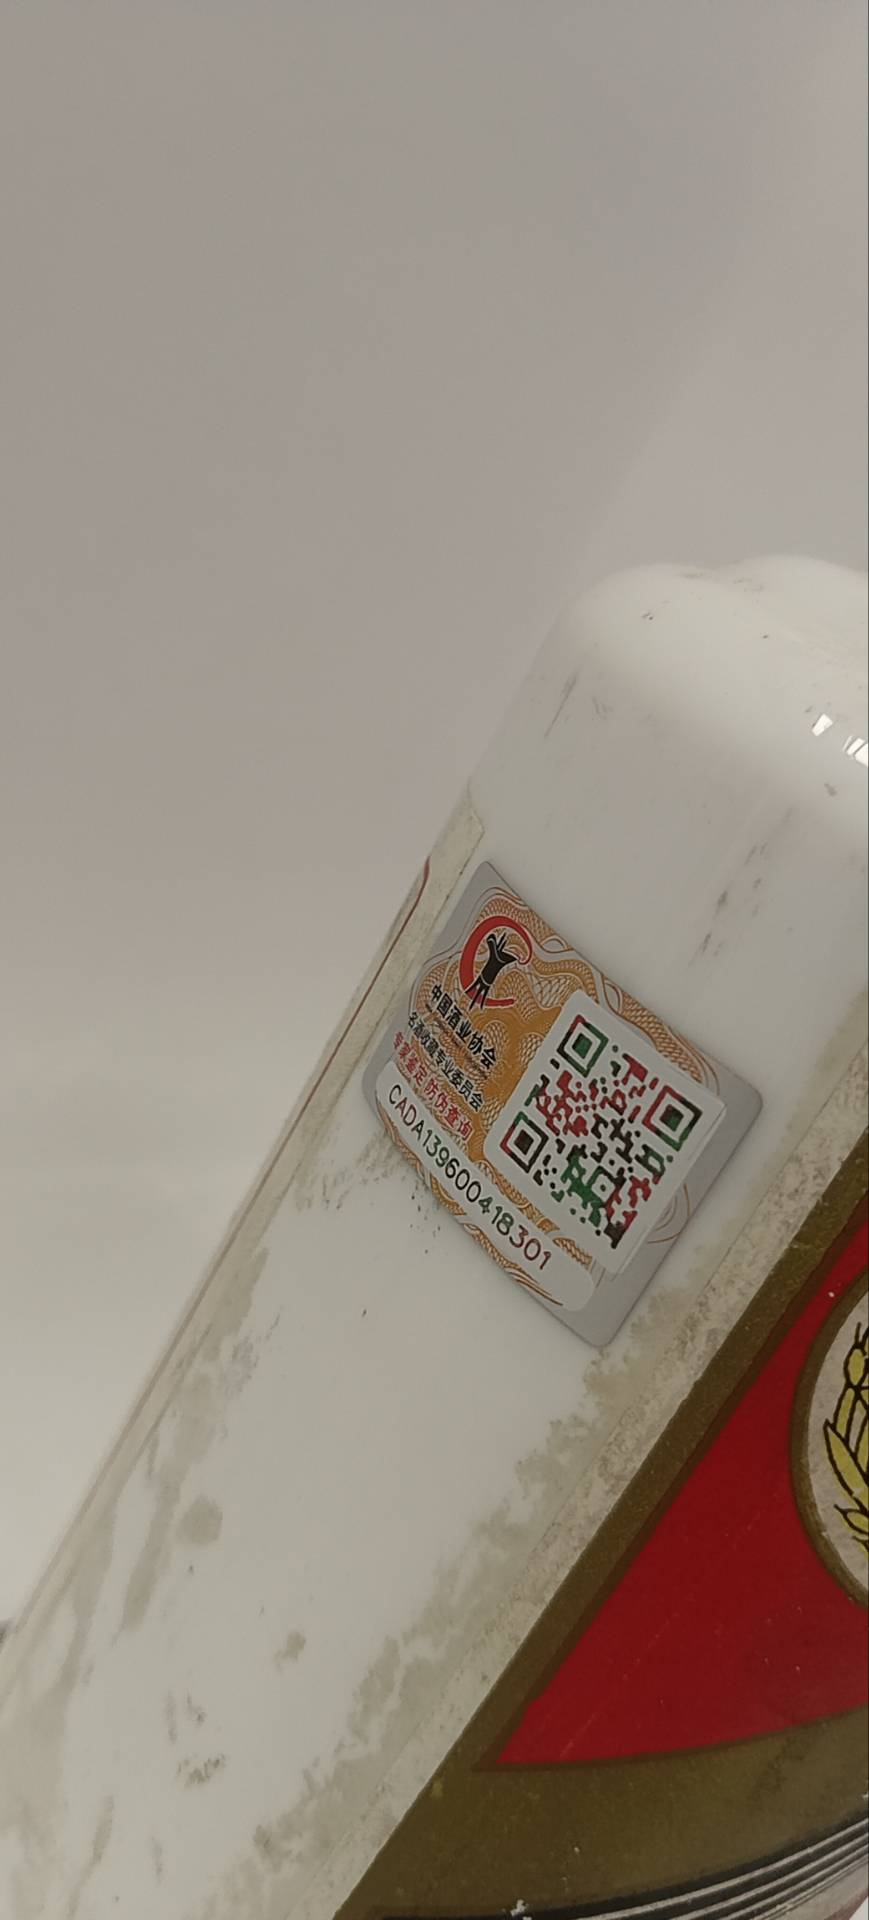 中国酒业协会
名酒收藏专业委员会
专家鉴定 防伪查询
CADA139600418301